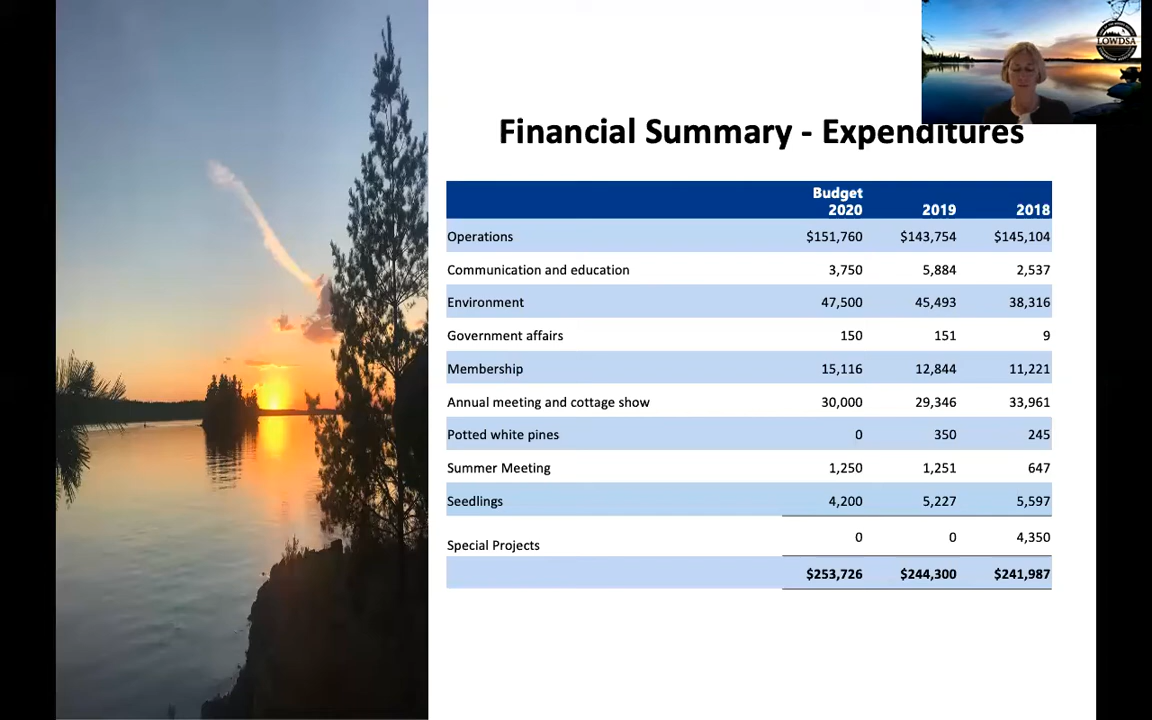 LOWDSA
Financial Summary - Expenditures
Budget
2020 2019 2018
Operations $151,760 $143,754 $145,104
Communication and education 3,750 5,884 2,537
Environment 47,500 45,493 38,316
Government affairs 150 151 9
Membership 15,116 12,844 11,221
Annual meeting and cottage show 30,000 29,346 33,961
Potted white pines 0 350 245
Summer Meeting 1,250 1,251 647
Seedlings 4,200 5,227 5,597
Special Projects 0 0 4,350
$253,726 $244,300 $241,987